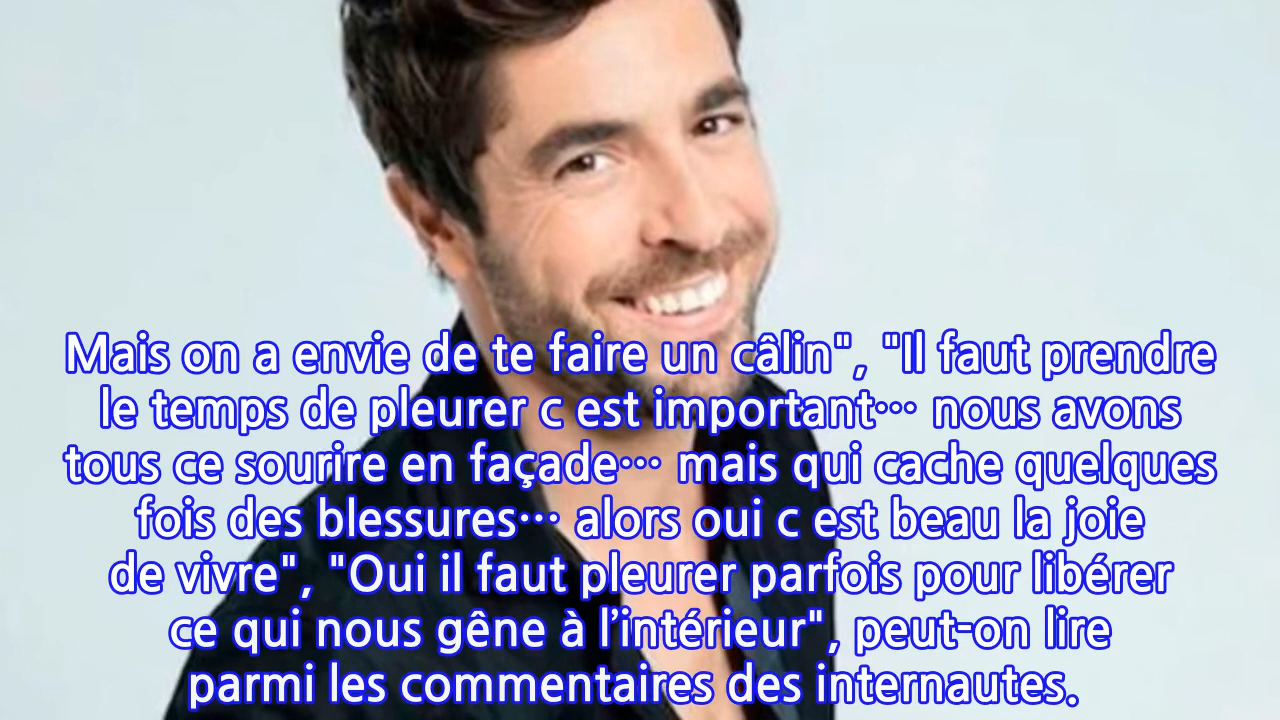 Mais on a envie de te faire un câlin", "Il faut prendre
le temps de pleurer c est important··· nous avons
tous ce sourire en façade··· mais qui cache quelques
fois des blessures··· alors oui c est beau la joie
de vivre", "Oui il faut pleurer parfois pour libérer
ce qui nous gêne à l’intérieur", peut-on lire
parmi les commentaires des internautes.